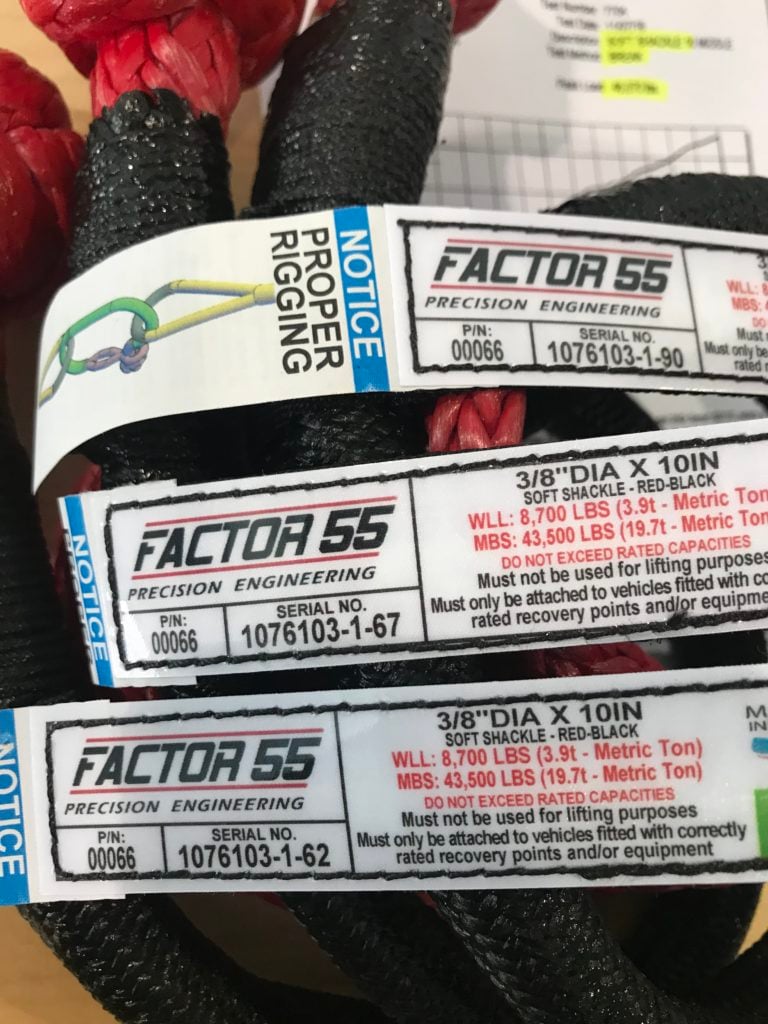 NOTICE
PROPER
RIGGING
FACTOR 55
PRECISION ENGINEERING
P/N:
00066
SERIAL NO.
1076103-1-90
WLL: 8
MBS:
DO
Must
Must only be
rated
NOTICE
FACTOR 55
PRECISION ENGINEERING
P/N:
00066
SERIAL NO.
1076103-1-67
3/8"DIA X 10IN
SOFT SHACKLE - RED-BLACK
WLL: 8,700 LBS (3.9t - Metric Ton
MBS: 43,500 LBS (19.7t - Metric Ton
DO NOT EXCEED RATED CAPACITIES
Must not be used for lifting purposes
Must only be attached to vehicles fitted with co
rated recovery points and/or equipme
NOTICE
FACTOR 55
PRECISION ENGINEERING
P/N:
00066
SERIAL NO.
1076103-1-62
3/8"DIA X 10IN
SOFT SHACKLE - RED-BLACK
WLL: 8,700 LBS (3.9t - Metric Ton)
MBS: 43,500 LBS (19.7t - Metric Ton)
DO NOT EXCEED RATED CAPACITIES
Must not be used for lifting purposes
Must only be attached to vehicles fitted with correctly
rated recovery points and/or equipment
M
IN